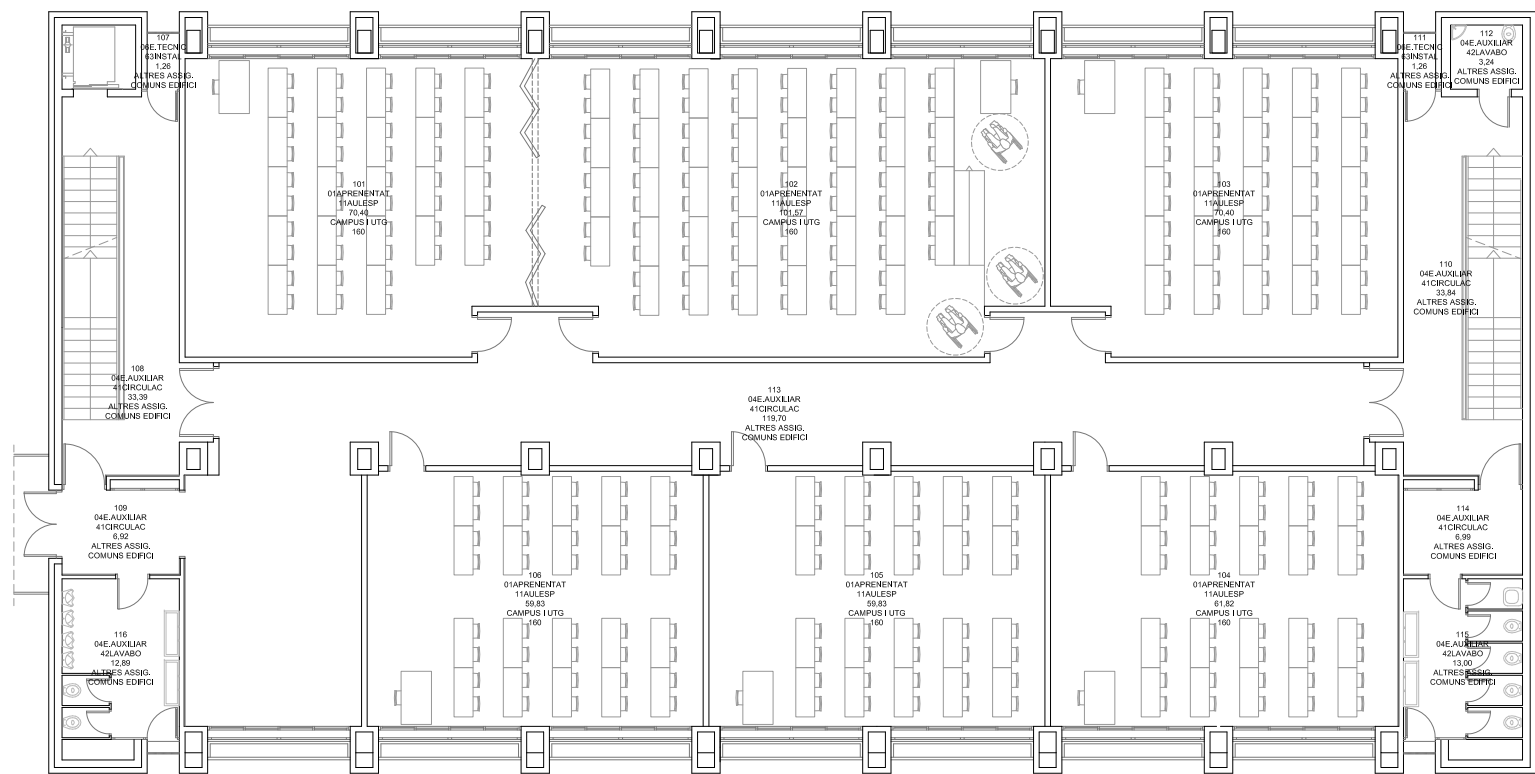 107
06E.TECNIC
63INSTAL
1,26
ALTRES ASSIG.
COMUNS EDIFICI
111
06E.TECNIC
63INSTAL
1,26
ALTRES ASSIG.
COMUNS EDIFICI
112
04E.AUXILIAR
42LAVABO
3,24
ALTRES ASSIG.
COMUNS EDIFICI
101
01APRENENTAT
11AULESP
70,40
CAMPUS I UTG
160
102
01APRENENTAT
11AULESP
101,57
CAMPUS I UTG
160
103
01APRENENTAT
11AULESP
70,40
CAMPUS I UTG
160
110
04E.AUXILIAR
41CIRCULAC
33,84
ALTRES ASSIG.
COMUNS EDIFICI
108
04E.AUXILIAR
41CIRCULAC
33,39
ALTRES ASSIG.
COMUNS EDIFICI
113
04E.AUXILIAR
41CIRCULAC
119,70
ALTRES ASSIG.
COMUNS EDIFICI
109
04E.AUXILIAR
41CIRCULAC
6,92
ALTRES ASSIG.
COMUNS EDIFICI
114
04E.AUXILIAR
41CIRCULAC
6,99
ALTRES ASSIG.
COMUNS EDIFICI
106
01APRENENTAT
11AULESP
59,83
CAMPUS I UTG
160
105
01APRENENTAT
11AULESP
59,83
CAMPUS I UTG
160
104
01APRENENTAT
11AULESP
61,82
CAMPUS I UTG
160
116
04E.AUXILIAR
42LAVABO
12,89
ALTRES ASSIG.
COMUNS EDIFICI
115
04E.AUXILIAR
42LAVABO
13,00
ALTRES ASSIG.
COMUNS EDIFICI